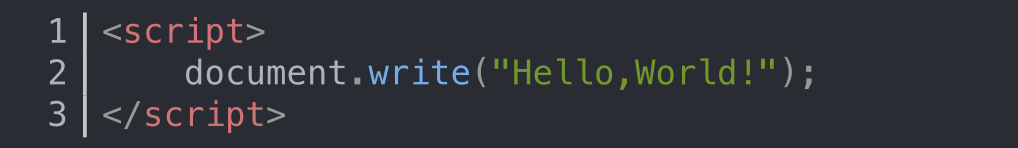 1 <script>
2     document.write("Hello,World!");
3 </script>